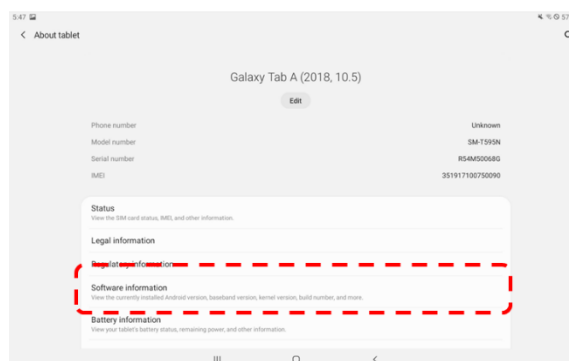 5:47
57
About tablet
Galaxy Tab A (2018, 10.5)
Edit
Phone number Unknown
Model number SM-T595N
Serial number R54M50068G
IMEI 351917100750090
Status
View the SIM card status, IMEI, and other information.
Legal information
Regulatory information
Software information
View the currently installed Android version, baseband version, kernel version, build number, and more.
Battery information
View your tablet's battery status, remaining power, and other information.